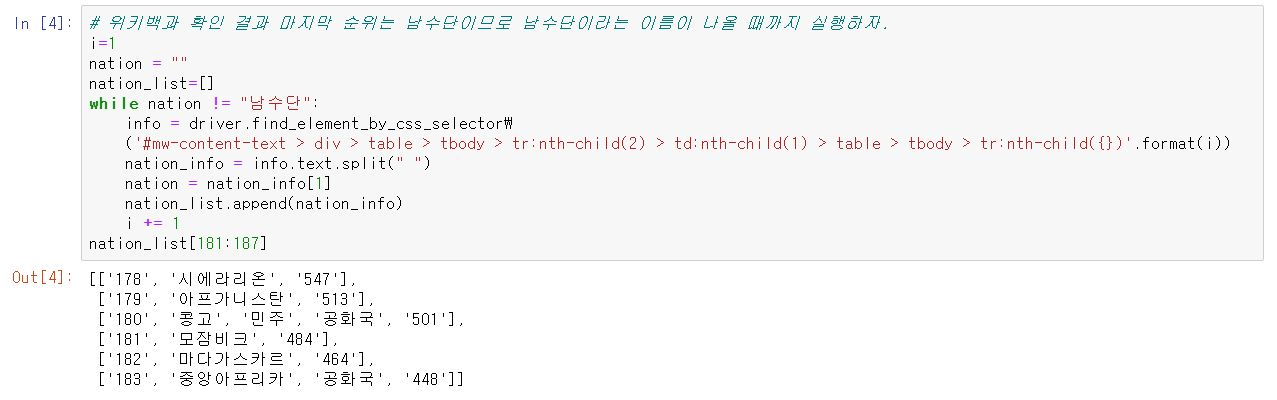 In [4]: # 위키백과 확인 결과 마지막 순위는 남수단이므로 남수단이라는 이름이 나올 때까지 실행하자.
i=1
nation = ""
nation_list=[]
while nation != "남수단":
    info = driver.find_element_by_css_selector₩
    ('#mw-content-text > div > table > tbody > tr:nth-child(2) > td:nth-child(1) > table > tbody > tr:nth-child({})'.format(i))
    nation_info = info.text.split(" ")
    nation = nation_info[1]
    nation_list.append(nation_info)
    i += 1
nation_list[181:187]
Out[4]: [['178', '시에라리온', '547'],
 ['179', '아프가니스탄', '513'],
 ['180', '콩고', '민주', '공화국', '501'],
 ['181', '모잠비크', '484'],
 ['182', '마다가스카르', '464'],
 ['183', '중앙아프리카', '공화국', '448']]